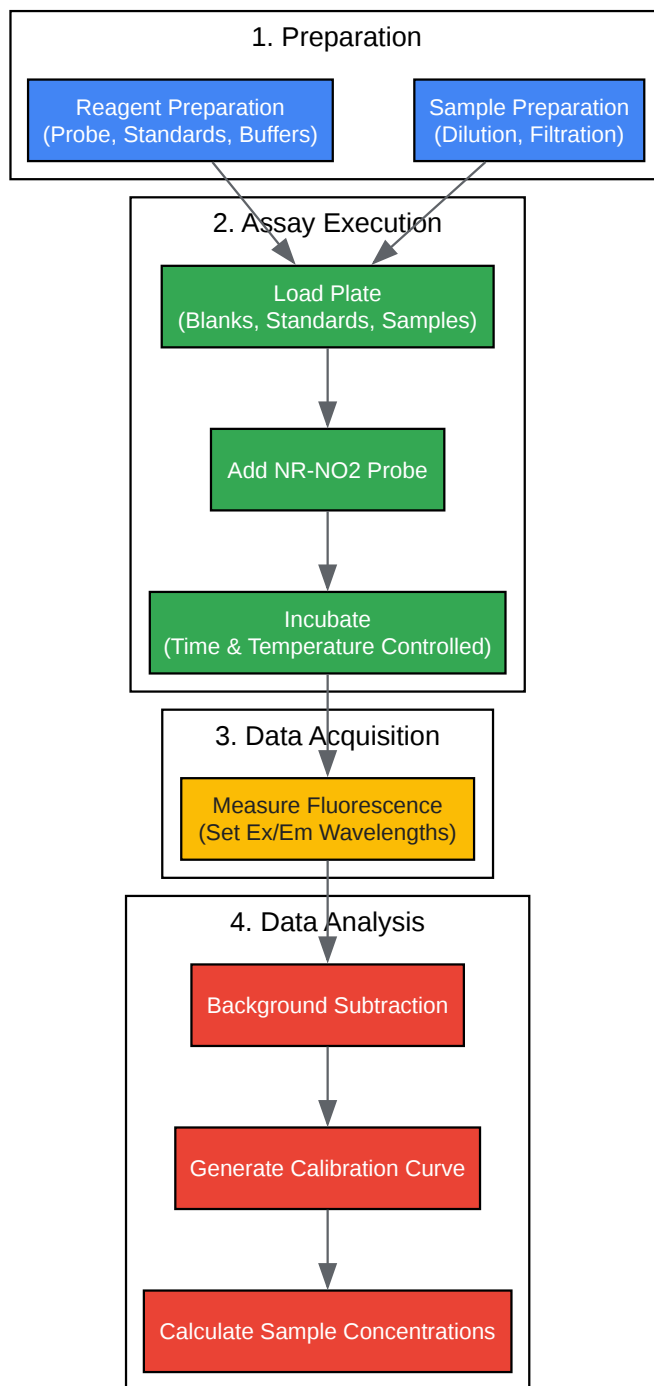 1. Preparation
Reagent Preparation
(Probe, Standards, Buffers)
Sample Preparation
(Dilution, Filtration)
2. Assay Execution
Load Plate
(Blanks, Standards, Samples)
Add NR-NO2 Probe
Incubate
(Time & Temperature Controlled)
3. Data Acquisition
Measure Fluorescence
(Set Ex/Em Wavelengths)
4. Data Analysis
Background Subtraction
Generate Calibration Curve
Calculate Sample Concentrations